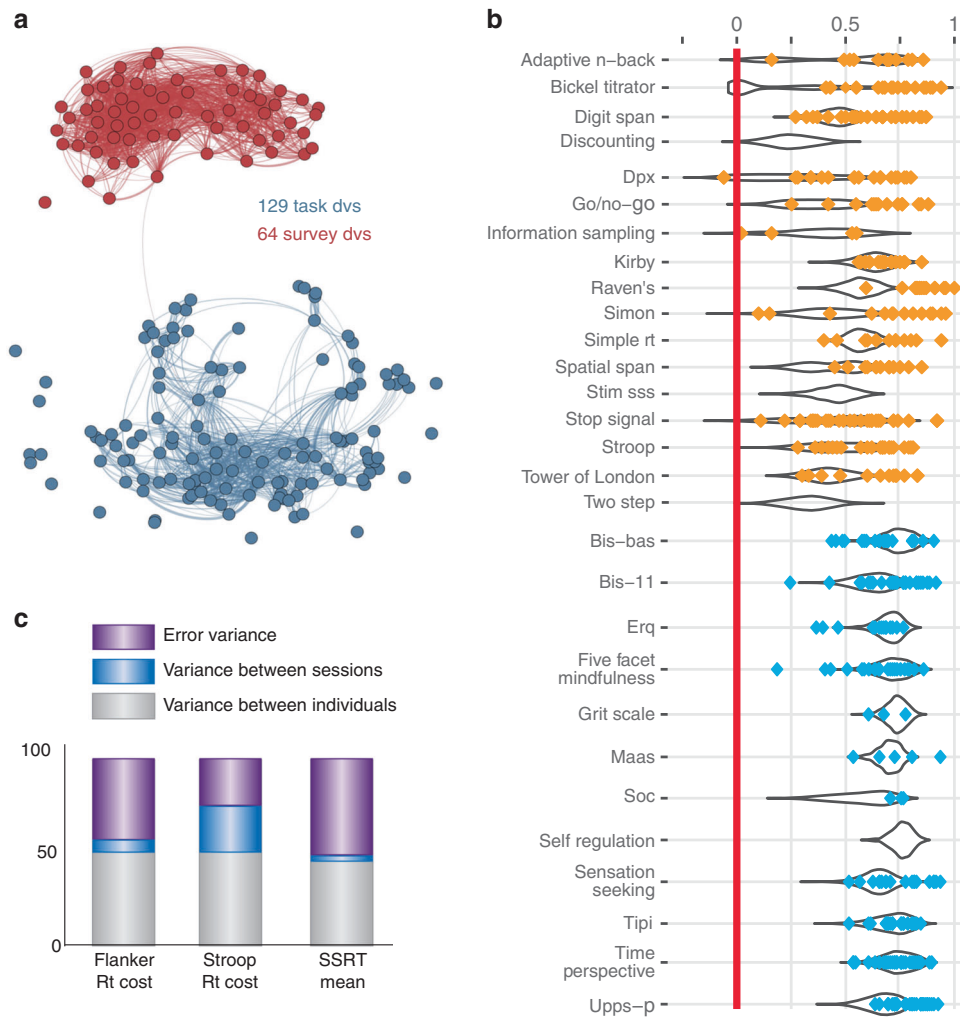 a
129 task dvs
64 survey dvs
b
0
0.5
1
Adaptive n−back
Bickel titrator
Digit span
Discounting
Dpx
Go/no−go
Information sampling
Kirby
Raven's
Simon
Simple rt
Spatial span
Stim sss
Stop signal
Stroop
Tower of London
Two step
Bis−bas
Bis−11
Erq
Five facet
mindfulness
Grit scale
Maas
Soc
Self regulation
Sensation
seeking
Tipi
Time
perspective
Upps−p
c
Error variance
Variance between sessions
Variance between individuals
100
50
0
Flanker
Rt cost
Stroop
Rt cost
SSRT
mean